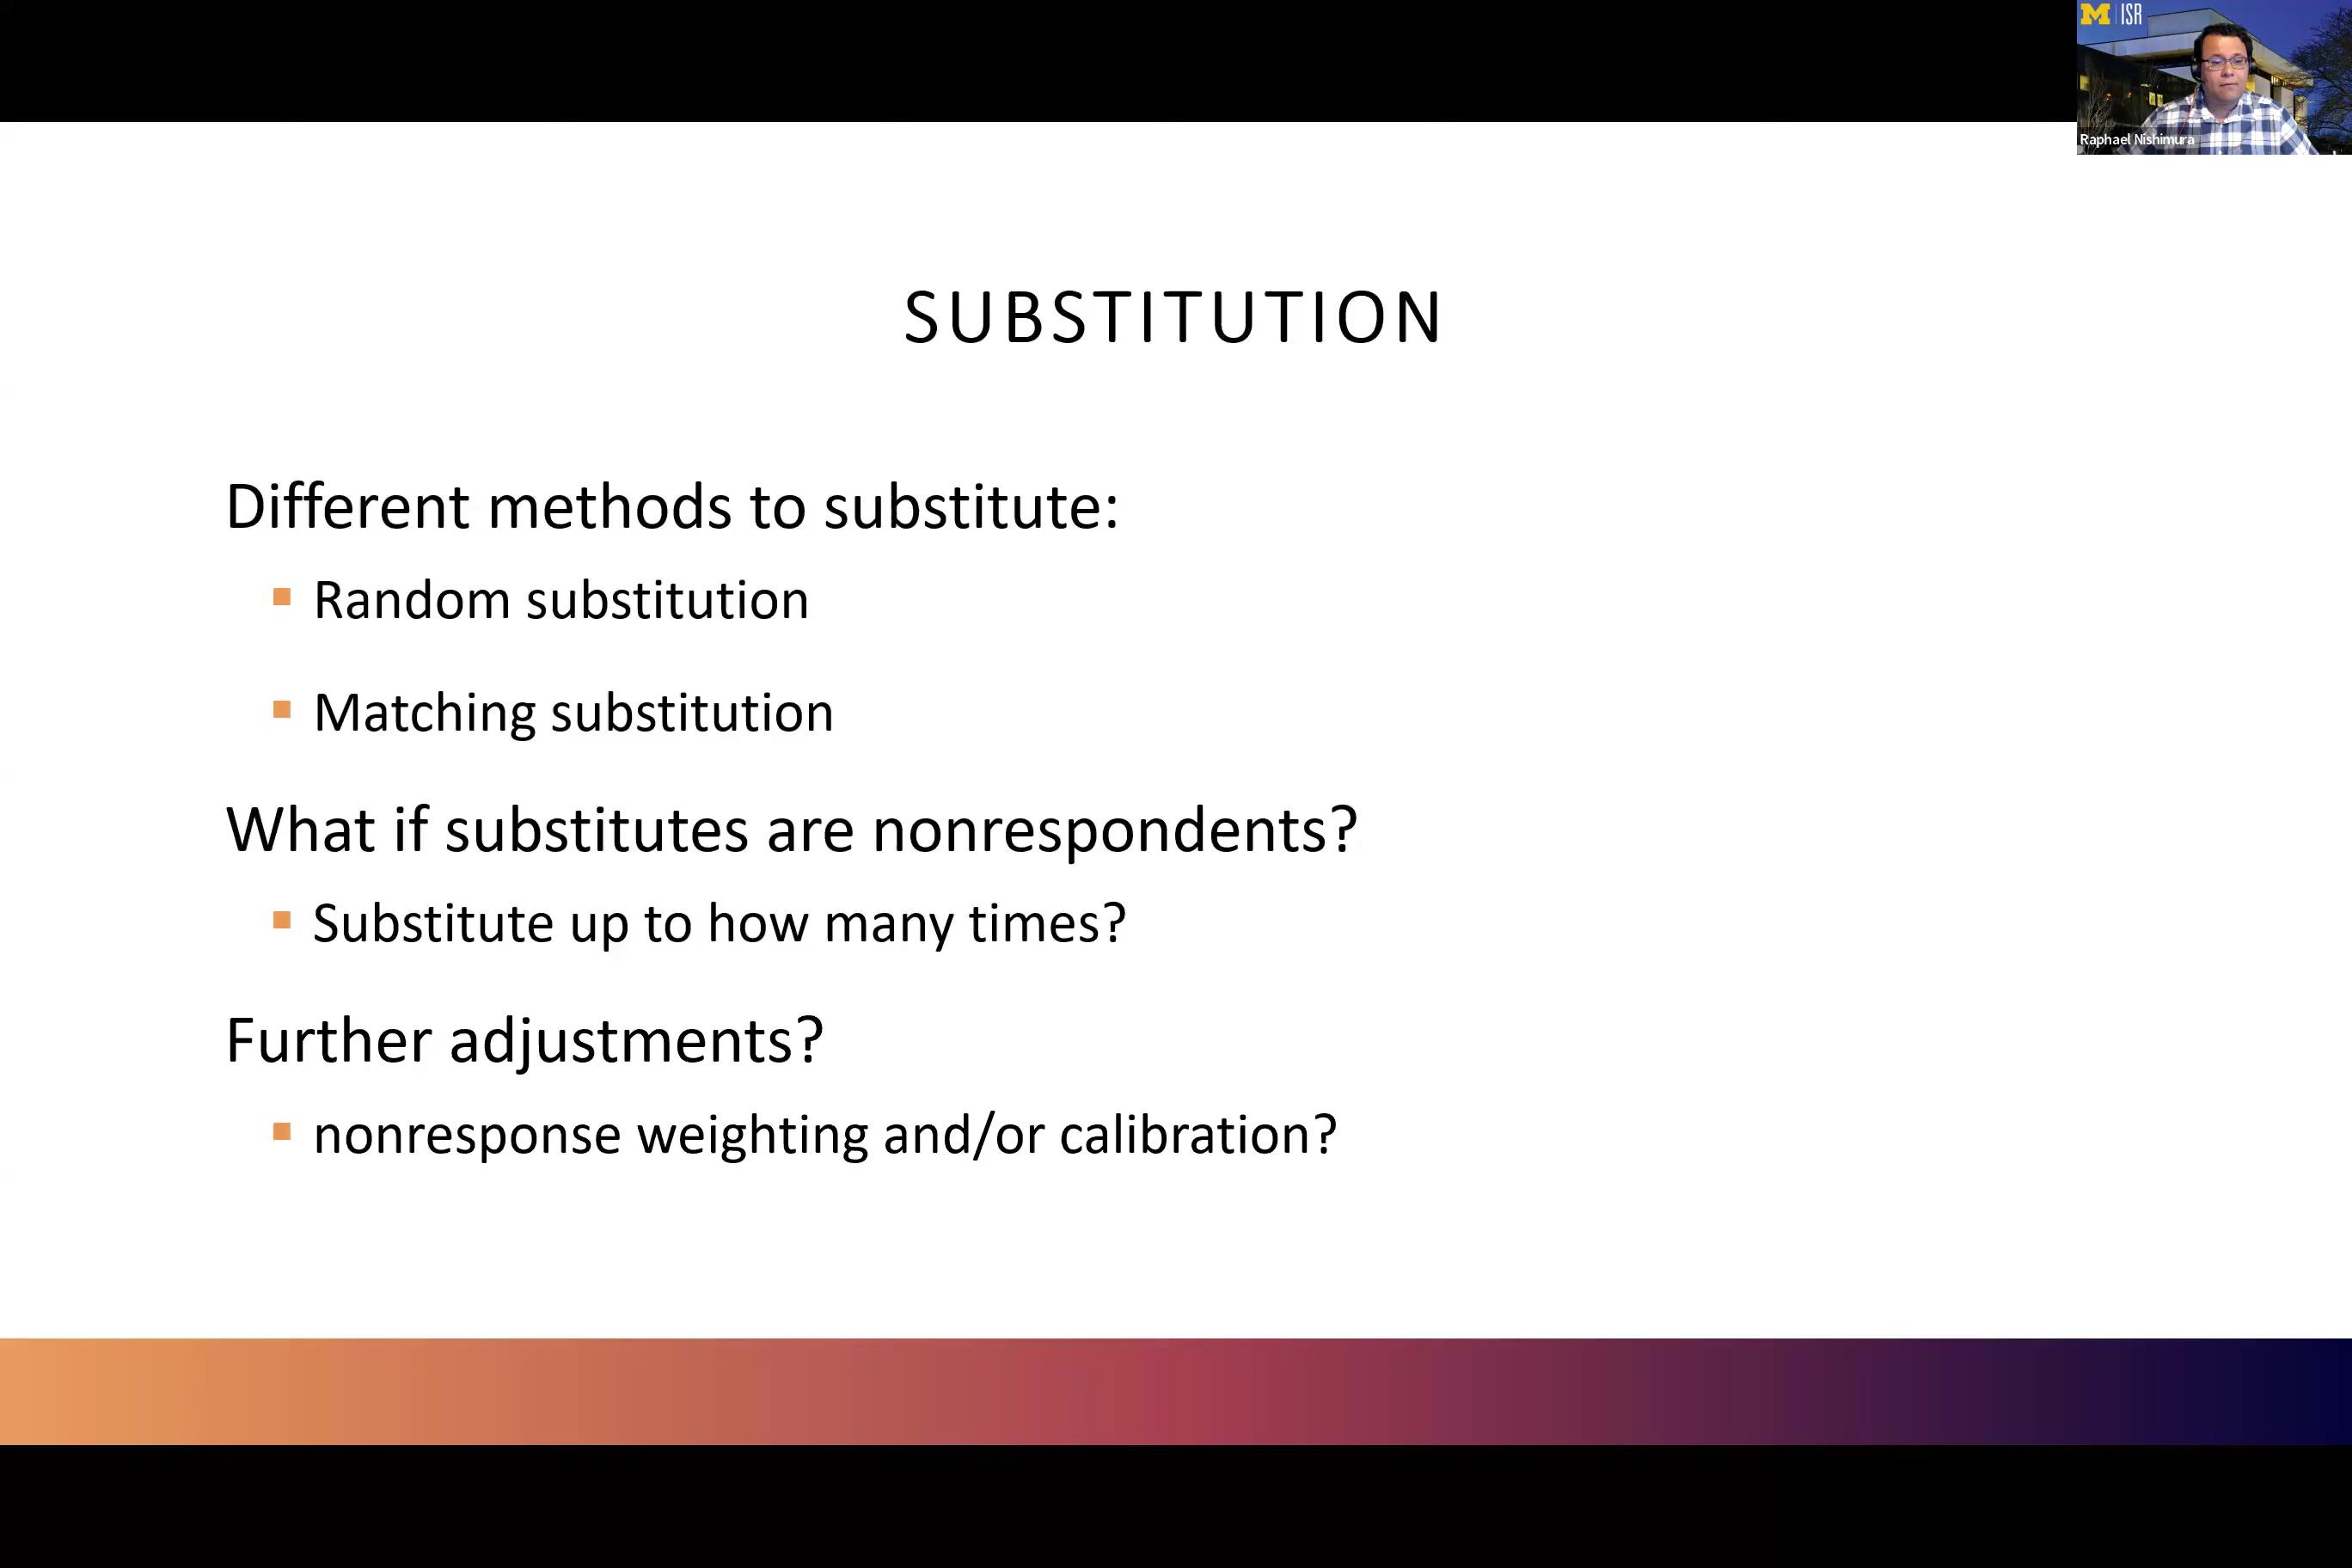 M | ISR
Raphael Nishimura
SUBSTITUTION
Different methods to substitute:
Random substitution
Matching substitution
What if substitutes are nonrespondents?
Substitute up to how many times?
Further adjustments?
nonresponse weighting and/or calibration?